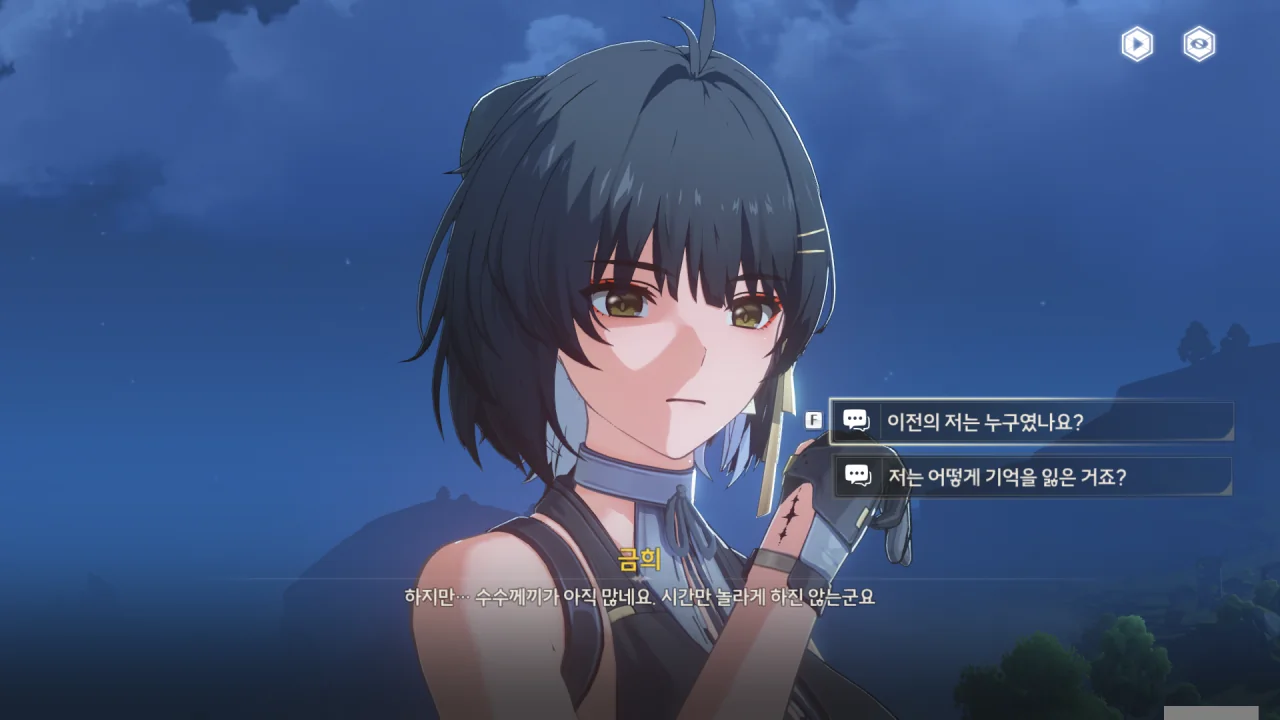 F
이전의 저는 누구였나요?
저는 어떻게 기억을 잃은 거죠?
금희
하지만… 수수께끼가 아직 많네요. 시간만 놀라게 하진 않는군요